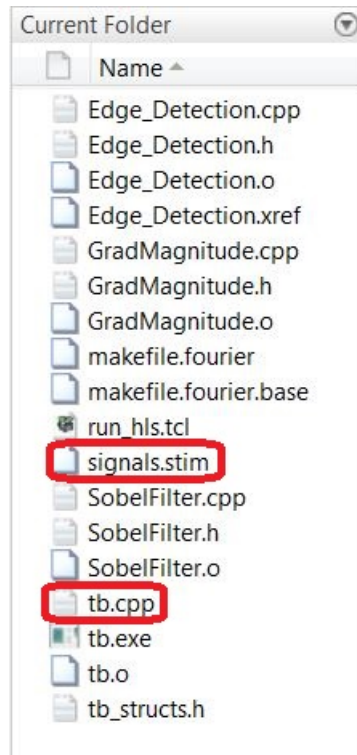 Current Folder
Name
Edge_Detection.cpp
Edge_Detection.h
Edge_Detection.o
Edge_Detection.xref
GradMagnitude.cpp
GradMagnitude.h
GradMagnitude.o
makefile.fourier
makefile.fourier.base
run_hls.tcl
signals.stim
SobelFilter.cpp
SobelFilter.h
SobelFilter.o
tb.cpp
tb.exe
tb.o
tb_structs.h